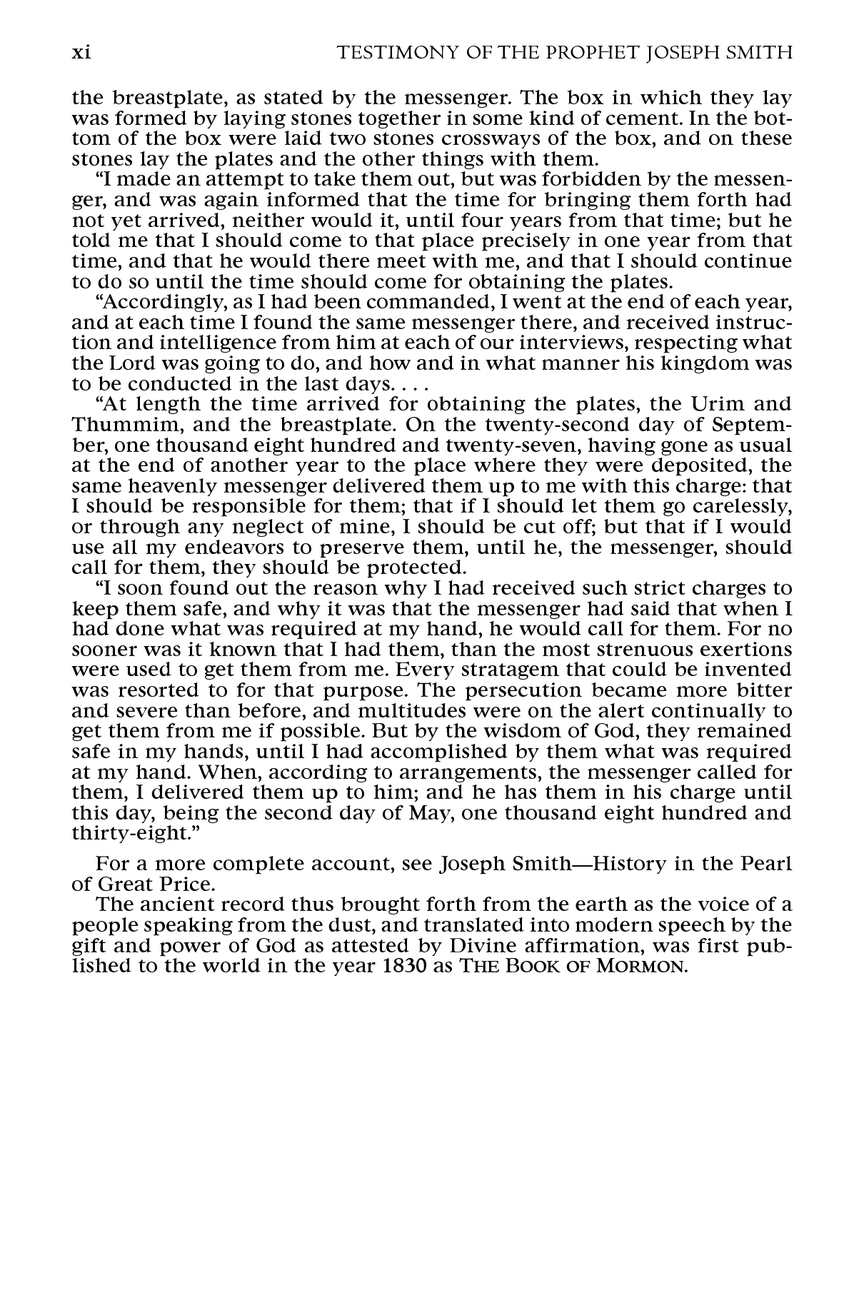 xi TESTIMONY OF THE PROPHET JOSEPH SMITH
the breastplate, as stated by the messenger. The box in which they lay
was formed by laying stones together in some kind of cement. In the bot-
tom of the box were laid two stones crossways of the box, and on these
stones lay the plates and the other things with them.
“I made an attempt to take them out, but was forbidden by the messen-
ger, and was again informed that the time for bringing them forth had
not yet arrived, neither would it, until four years from that time; but he
told me that I should come to that place precisely in one year from that
time, and that he would there meet with me, and that I should continue
to do so until the time should come for obtaining the plates.
“Accordingly, as I had been commanded, I went at the end of each year,
and at each time I found the same messenger there, and received instruc-
tion and intelligence from him at each of our interviews, respecting what
the Lord was going to do, and how and in what manner his kingdom was
to be conducted in the last days. . . .
“At length the time arrived for obtaining the plates, the Urim and
Thummim, and the breastplate. On the twenty-second day of Septem-
ber, one thousand eight hundred and twenty-seven, having gone as usual
at the end of another year to the place where they were deposited, the
same heavenly messenger delivered them up to me with this charge: that
I should be responsible for them; that if I should let them go carelessly,
or through any neglect of mine, I should be cut off; but that if I would
use all my endeavors to preserve them, until he, the messenger, should
call for them, they should be protected.
“I soon found out the reason why I had received such strict charges to
keep them safe, and why it was that the messenger had said that when I
had done what was required at my hand, he would call for them. For no
sooner was it known that I had them, than the most strenuous exertions
were used to get them from me. Every stratagem that could be invented
was resorted to for that purpose. The persecution became more bitter
and severe than before, and multitudes were on the alert continually to
get them from me if possible. But by the wisdom of God, they remained
safe in my hands, until I had accomplished by them what was required
at my hand. When, according to arrangements, the messenger called for
them, I delivered them up to him; and he has them in his charge until
this day, being the second day of May, one thousand eight hundred and
thirty-eight.”
For a more complete account, see Joseph Smith—History in the Pearl
of Great Price.
The ancient record thus brought forth from the earth as the voice of a
people speaking from the dust, and translated into modern speech by the
gift and power of God as attested by Divine affirmation, was first pub-
lished to the world in the year 1830 as THE BOOK OF MORMON.